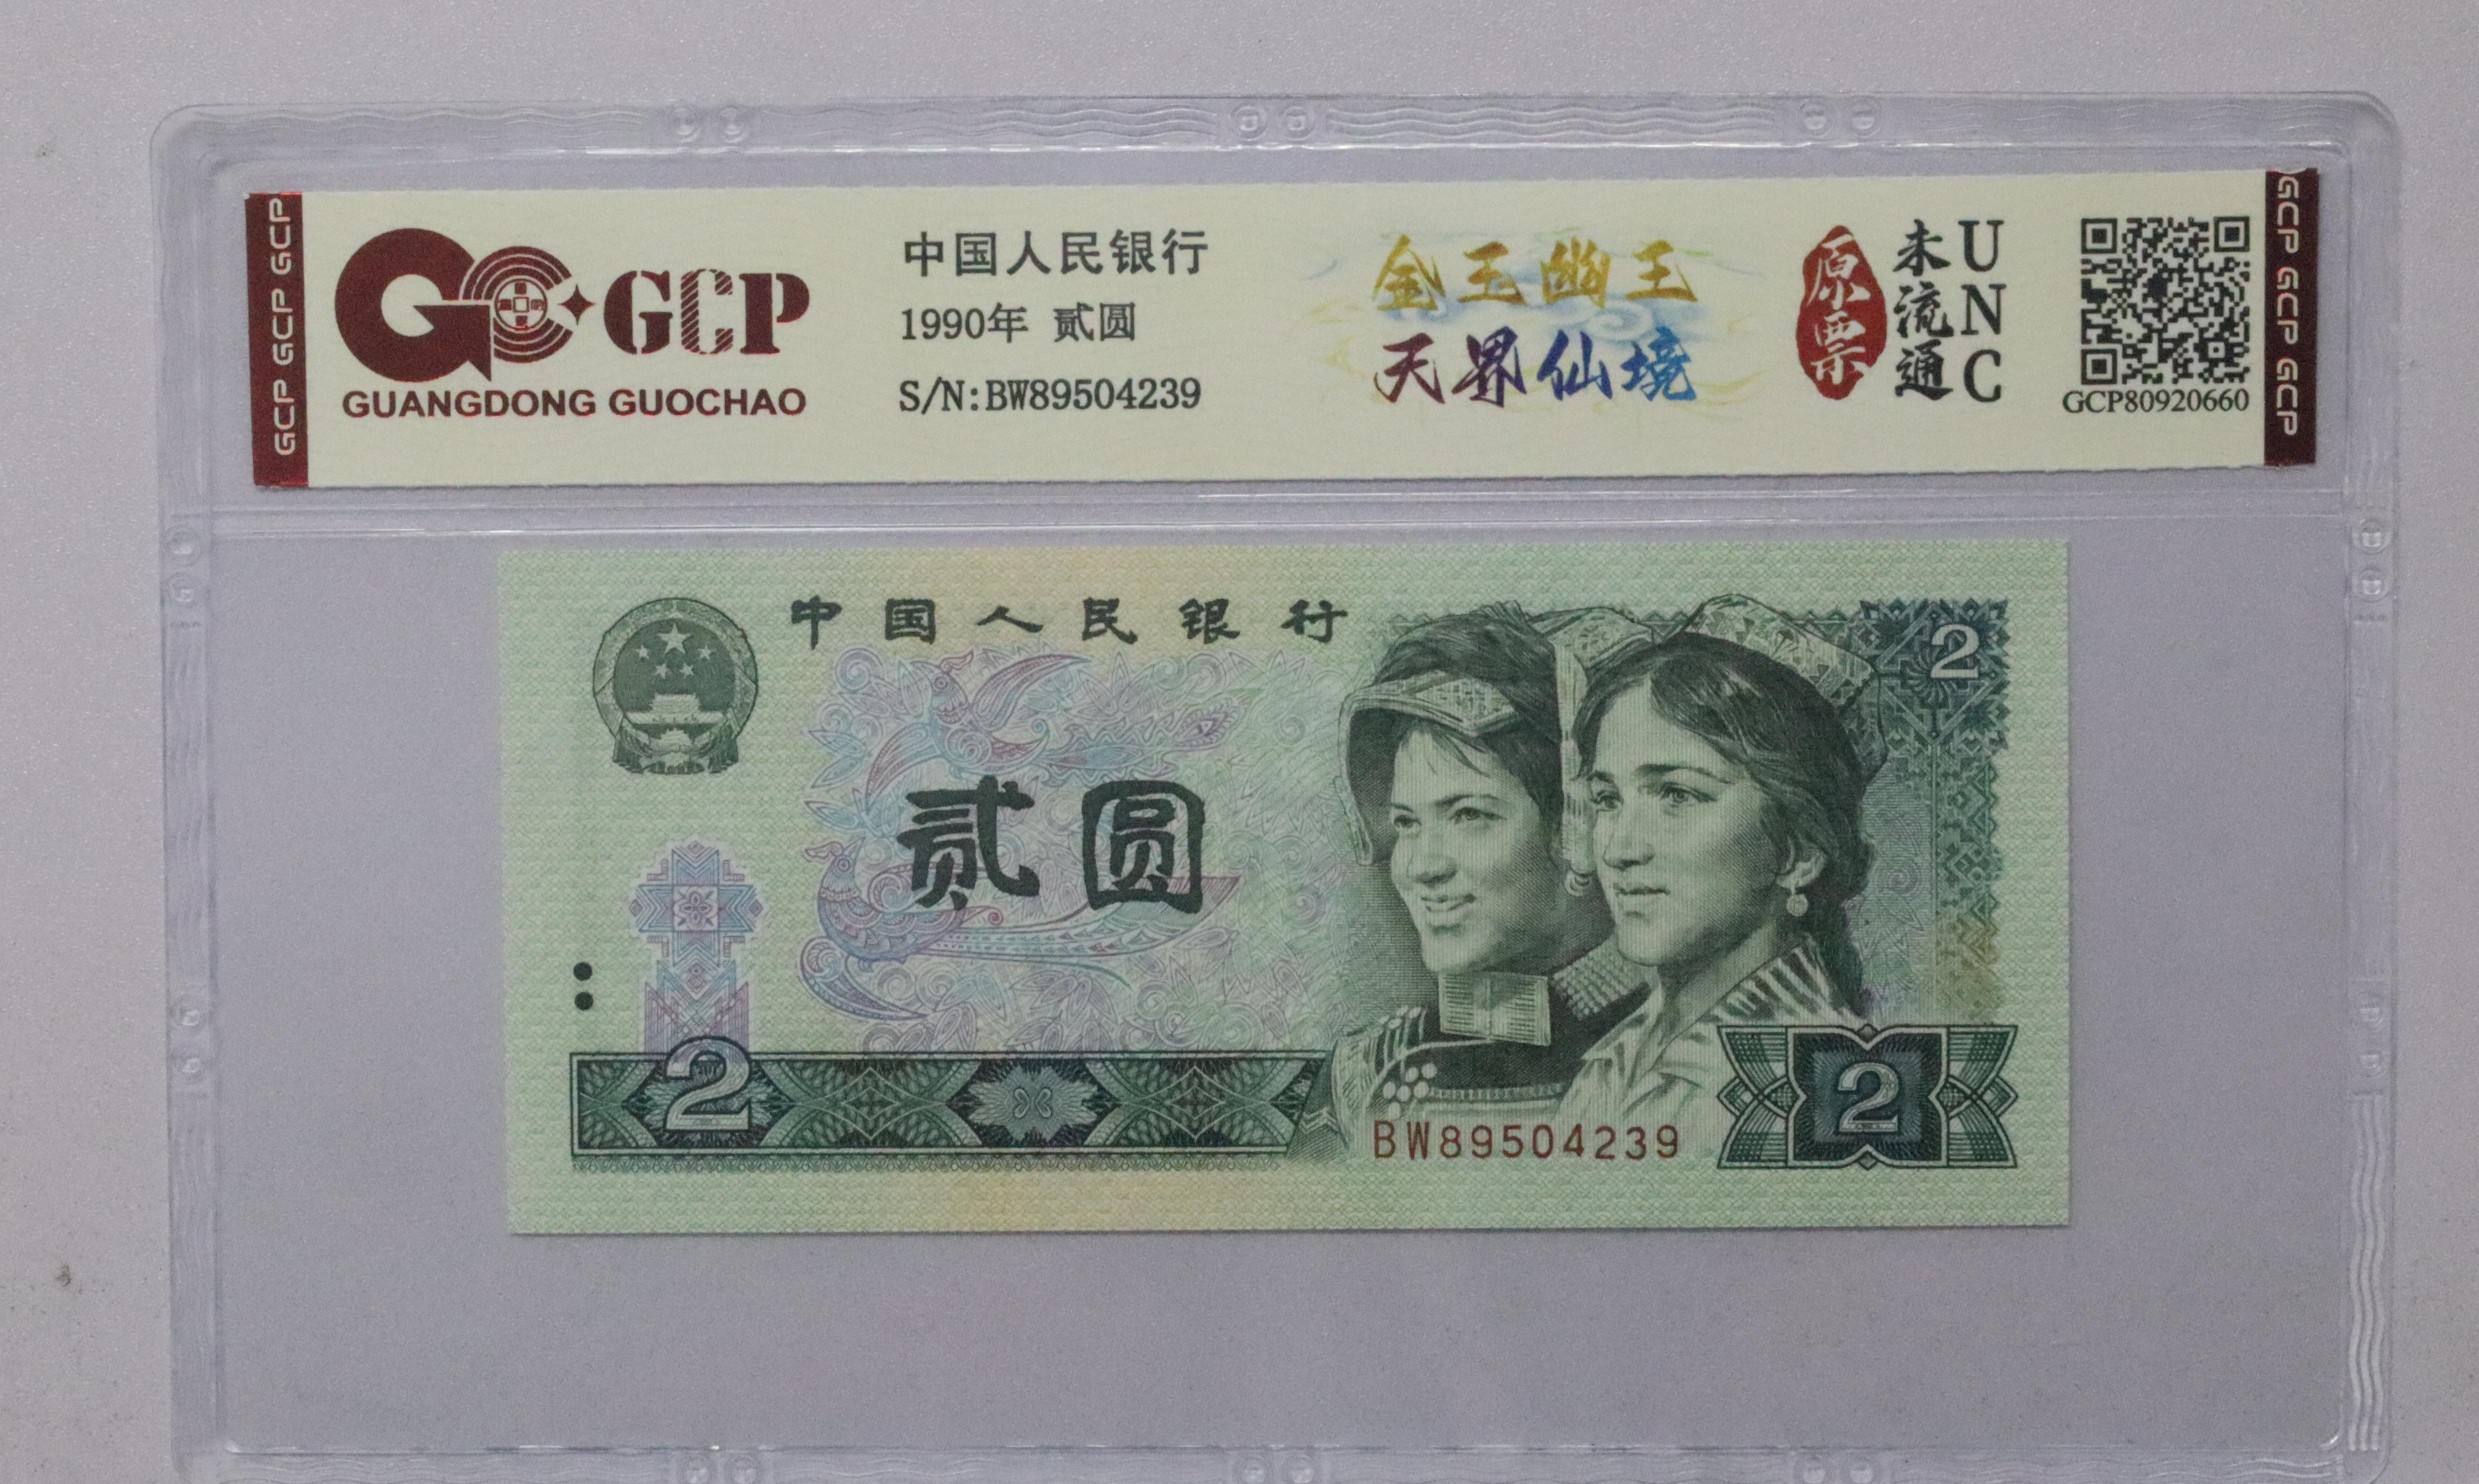 GCP GCP GCP
GCP
GUANGDONG GUOCHAO
中国人民银行
1990年 贰圆
S/N:BW89504239
金玉幽王
天界仙境
原票
未流通
UNC
GCP80920660
GCP GCP GCP
中国人民银行
2
贰圆
2
BW89504239
2